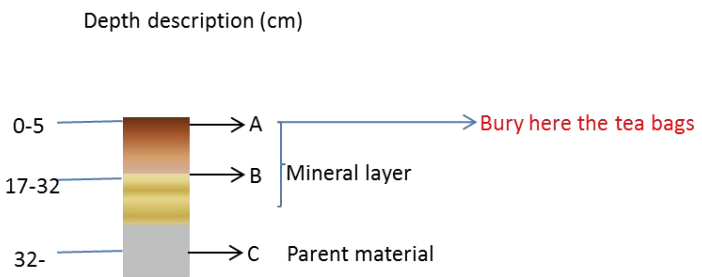 Depth description (cm)
0-5 A Bury here the tea bags
17-32 B Mineral layer
32- C Parent material